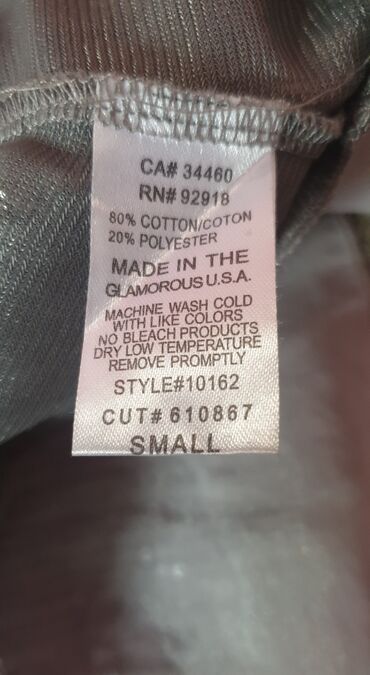 CA# 34460
RN# 92918
80% COTTON/COTON
20% POLYESTER
MADE IN THE
GLAMOROUS U.S.A.
MACHINE WASH COLD
WITH LIKE COLORS
NO BLEACH PRODUCTS
DRY LOW TEMPERATURE
REMOVE PROMPTLY
STYLE#10162
CUT# 610867
SMALL